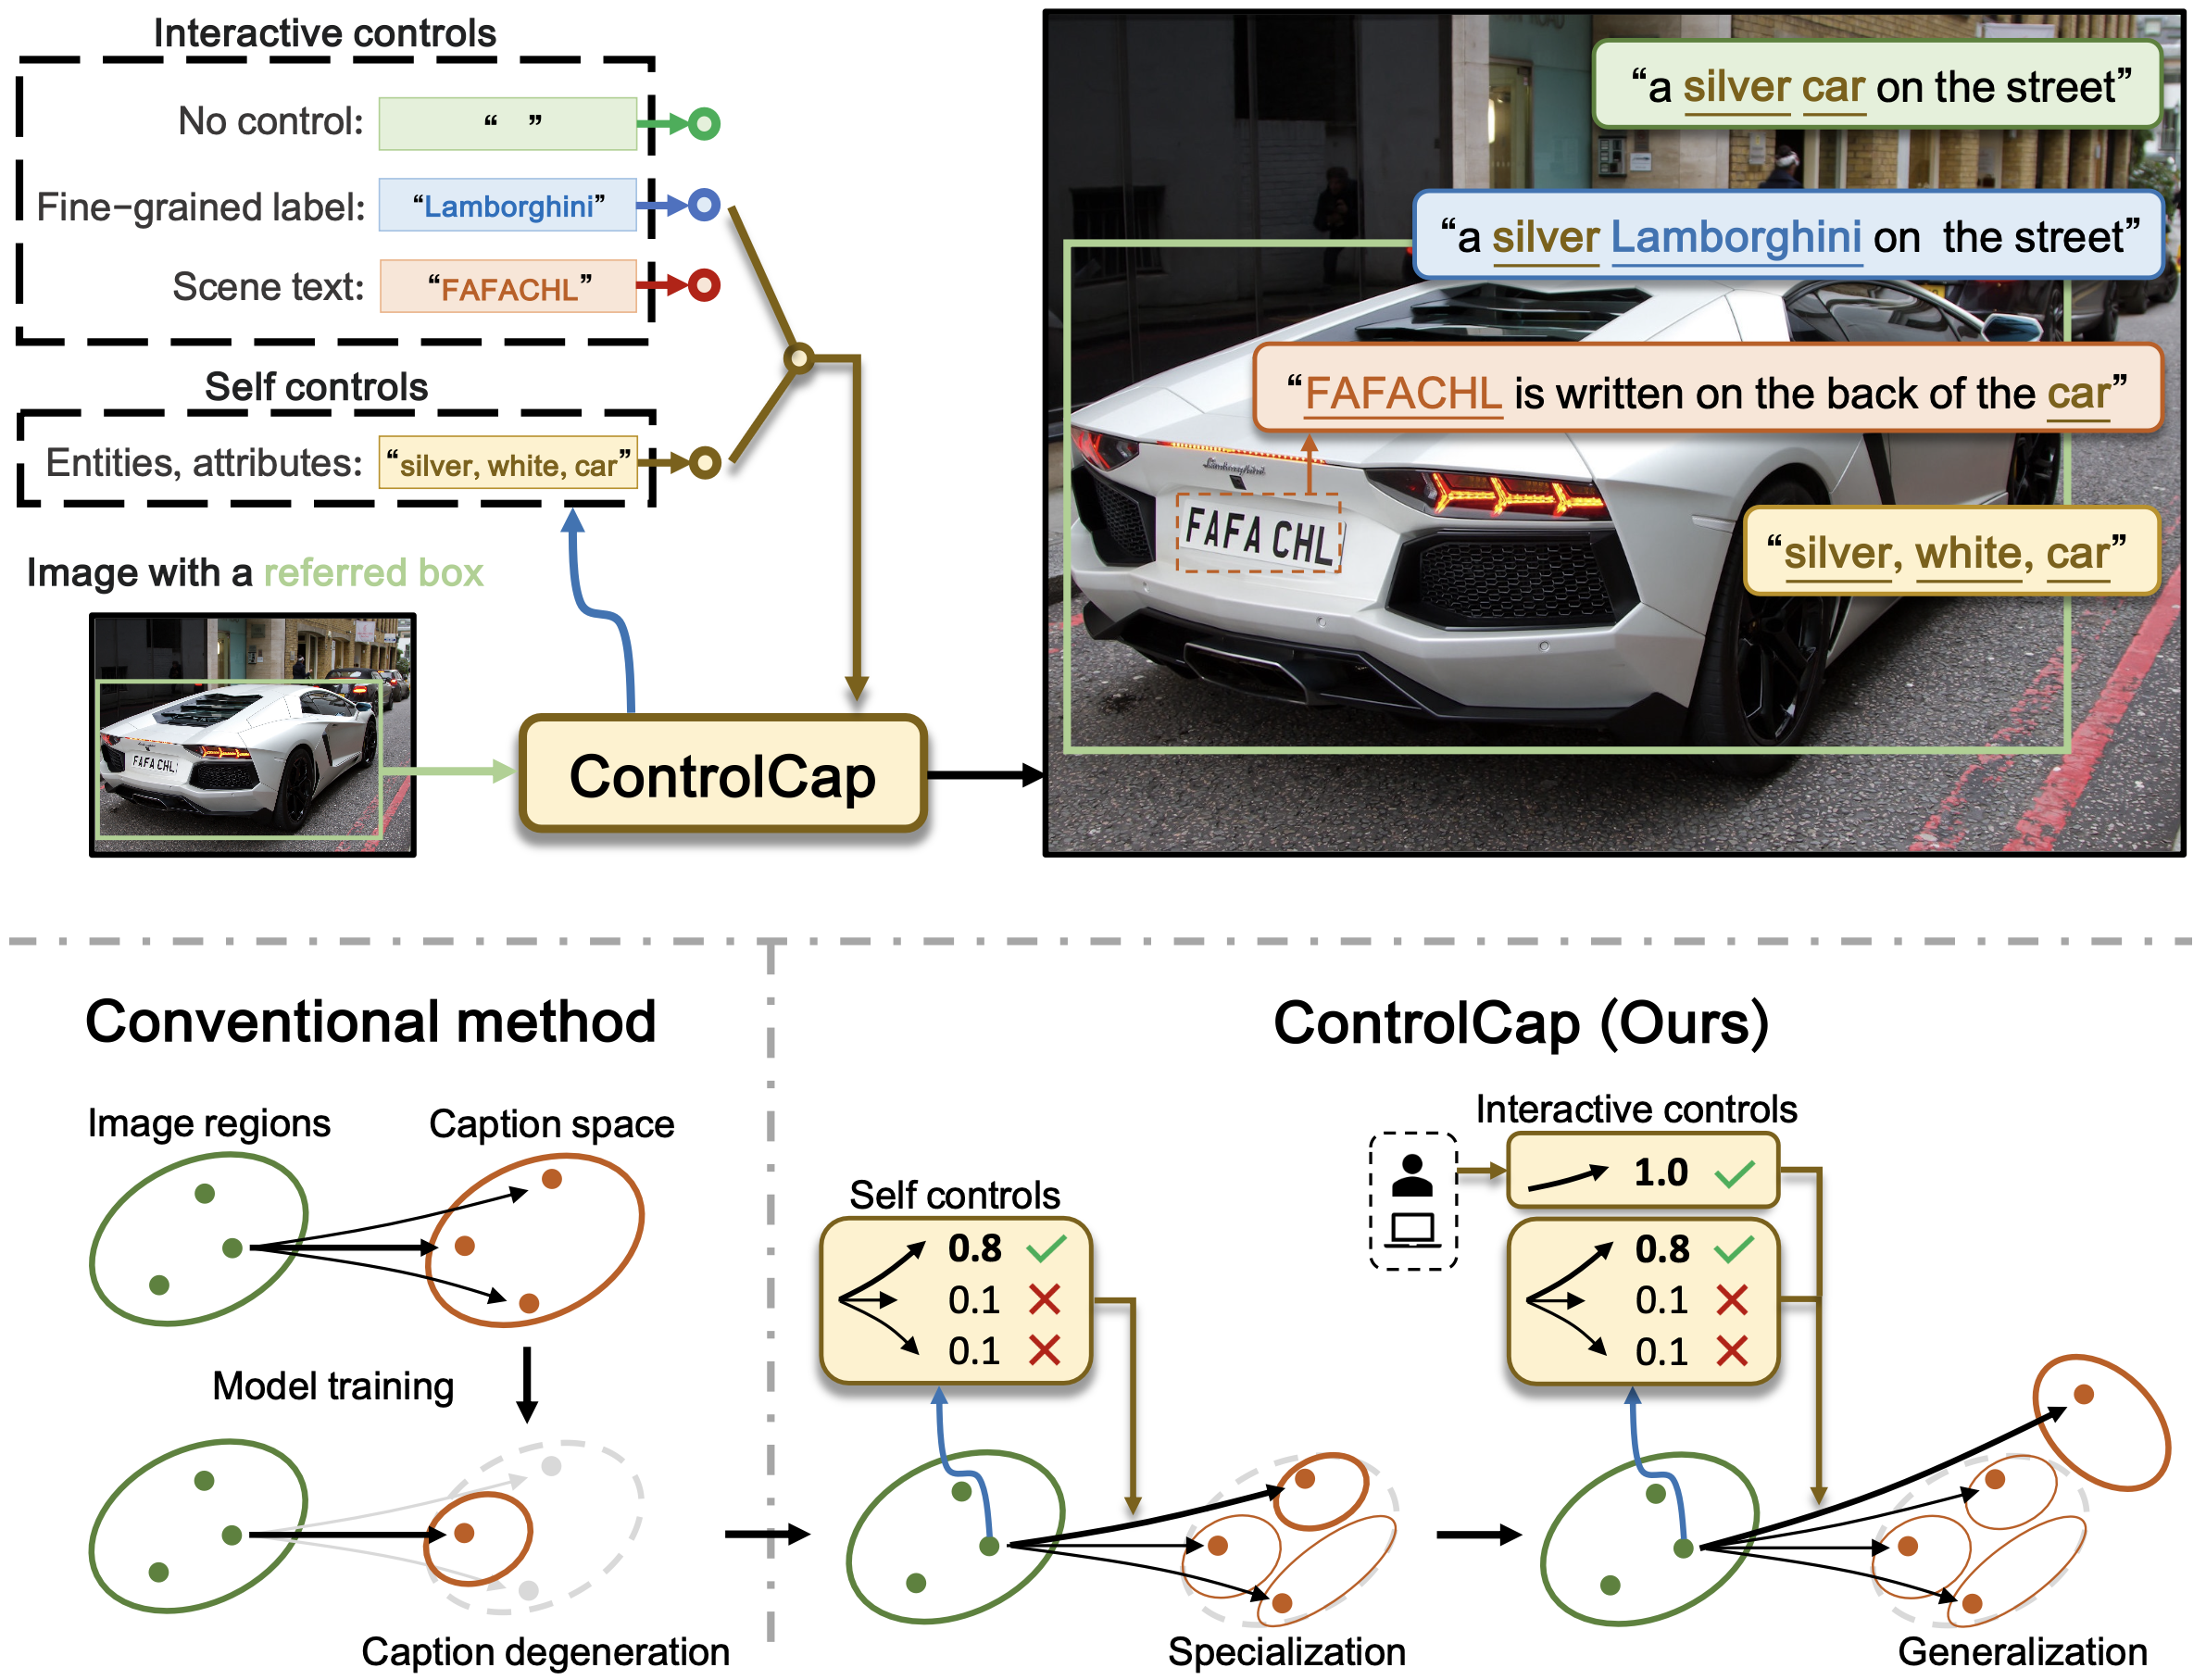 Interactive controls
No control: “ ”
Fine-grained label: “Lamborghini”
Scene text: “FAFACHL”
Self controls
Entities, attributes: “silver, white, car”
Image with a referred box
FAFA CHL
ControlCap
“a silver car on the street”
“a silver Lamborghini on the street”
“FAFACHL is written on the back of the car”
Lamborghini
FAFA CHL
“silver, white, car”
Conventional method
Image regions
Caption space
Model training
Caption degeneration
ControlCap (Ours)
Self controls
0.8
0.1
0.1
Specialization
Interactive controls
1.0
0.8
0.1
0.1
Generalization